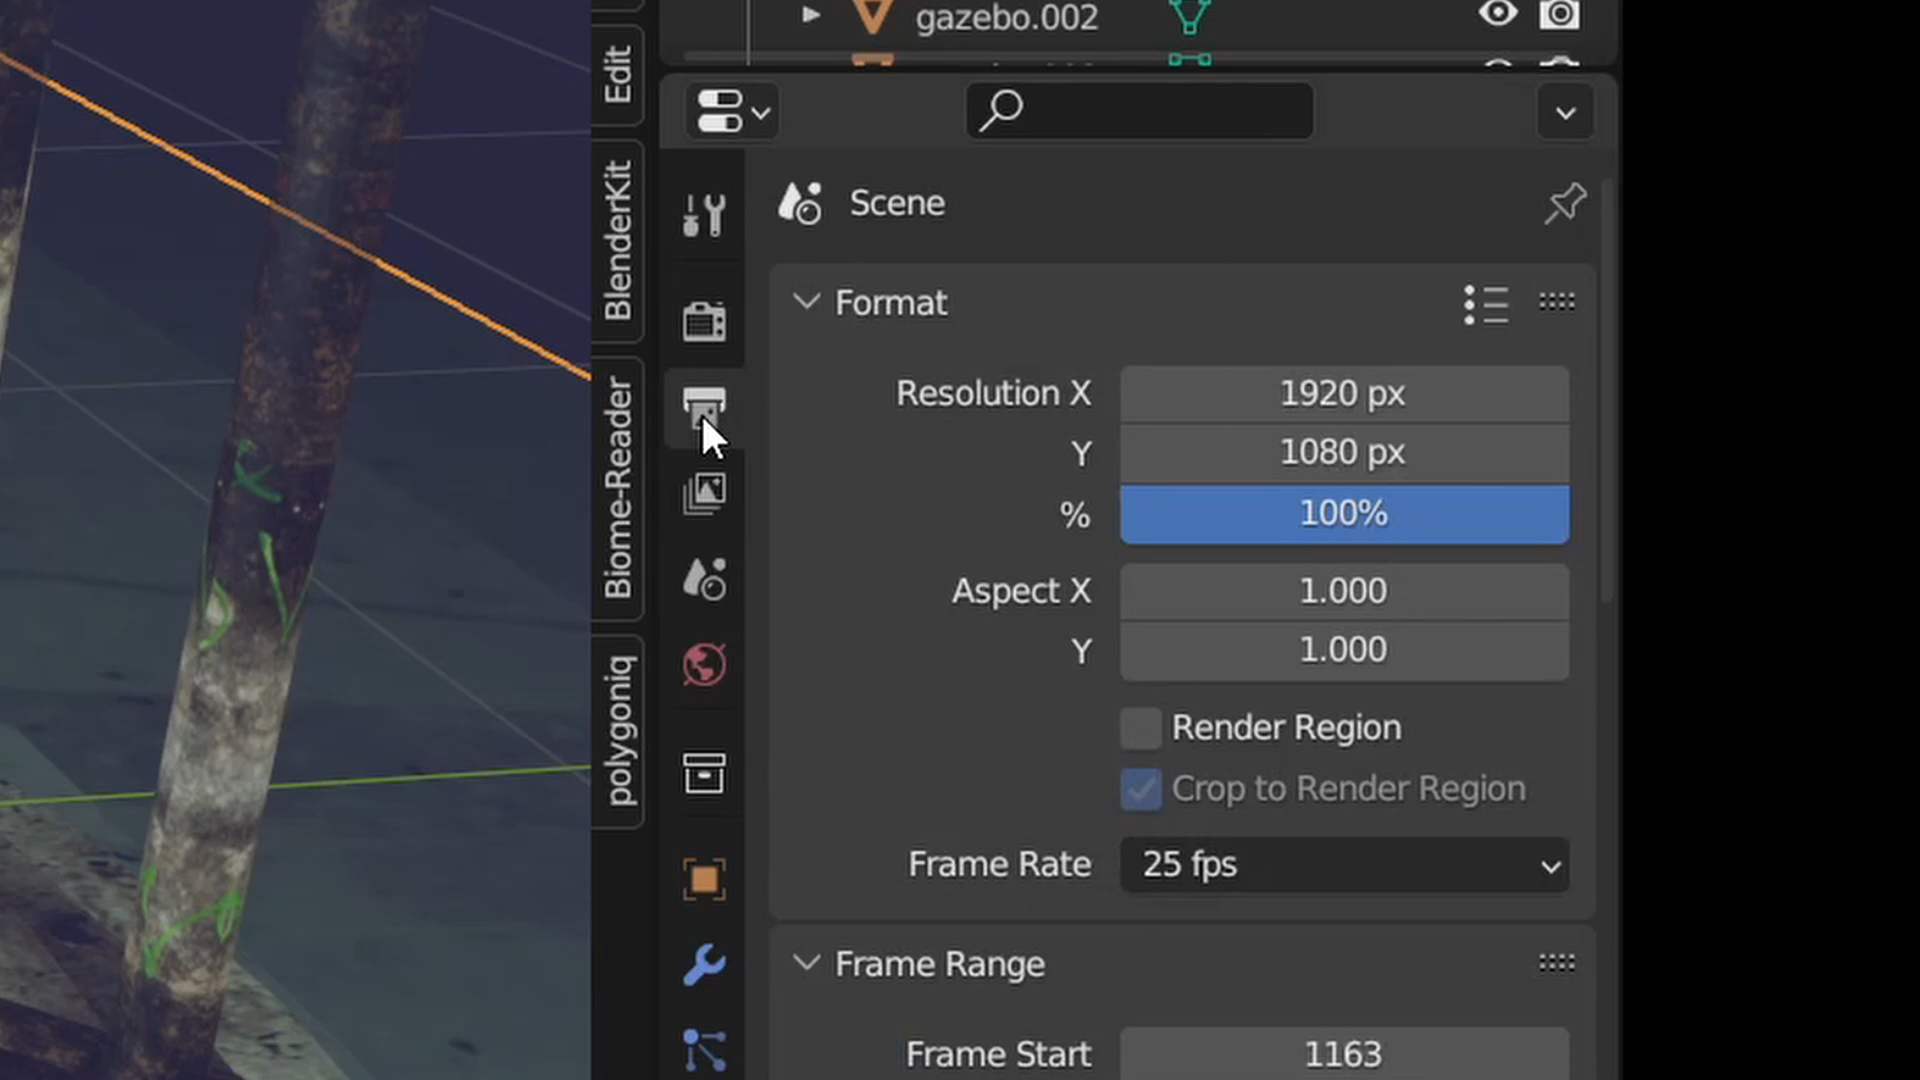 gazebo.002
Edit
BlenderKit
Biome-Reader
polygoniq
Scene
Format
Resolution X 1920 px
Y 1080 px
% 100%
Aspect X 1.000
Y 1.000
Render Region
Crop to Render Region
Frame Rate 25 fps
Frame Range
Frame Start 1163